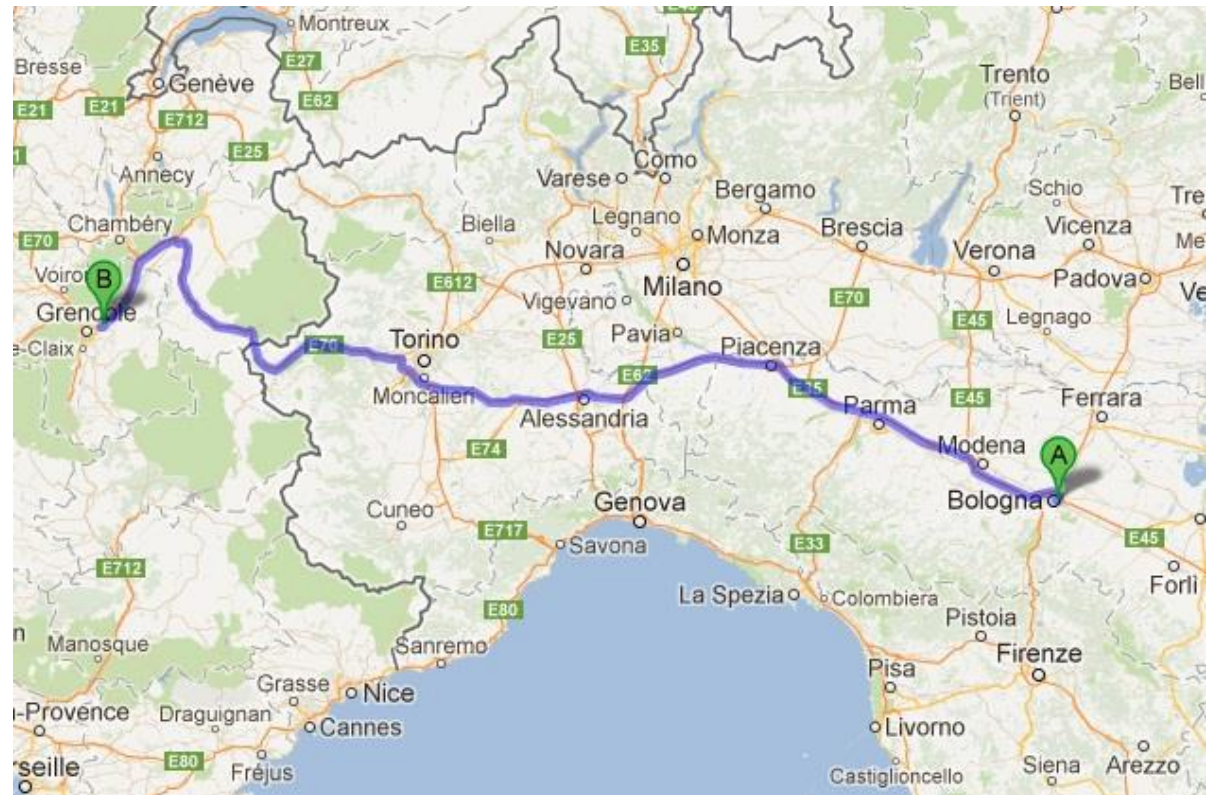 Montreux
E43
E35
Bresse
E27
Genève
Trento
(Trient)
Bell
E21
E21
E62
E712
E25
Como
Annecy
Varese
Bergamo
Schio
Tre
Chambéry
Biella
Legnano
Monza
Brescia
Vicenza
E70
Novara
Verona
Me
Voiro
B
E612
Milano
Padova
Vigevano
E70
Ve
Grenoble
E45
Legnago
e-Claix
Torino
E25
Pavia
E70
Piacenza
Moncalieri
E62
E35
Ferrara
Alessandria
Parma
E45
E74
Modena
A
Cuneo
Genova
Bologna
E717
Savona
E33
E45
E712
La Spezia
Colombiera
Forlì
E80
Pistoia
n
Manosque
Sanremo
Firenze
Pisa
Grasse
Nice
-Provence
Draguignan
Cannes
Livorno
E80
rseille
Fréjus
Castiglioncello
Siena
Arezzo